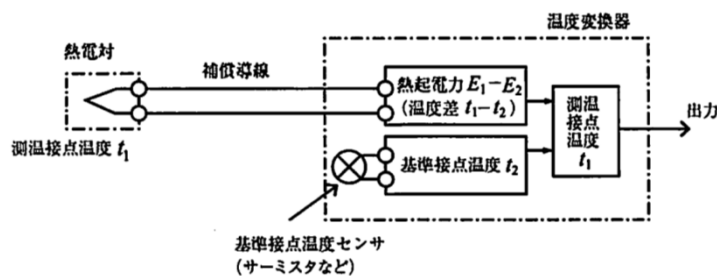 温度変換器
熱電対
補償導線
熱起電力 E₁−E₂
(温度差 t₁−t₂)
測温
接点
温度
t₁
出力
測温接点温度 t₁
基準接点温度 t₂
基準接点温度センサ
(サーミスタなど)